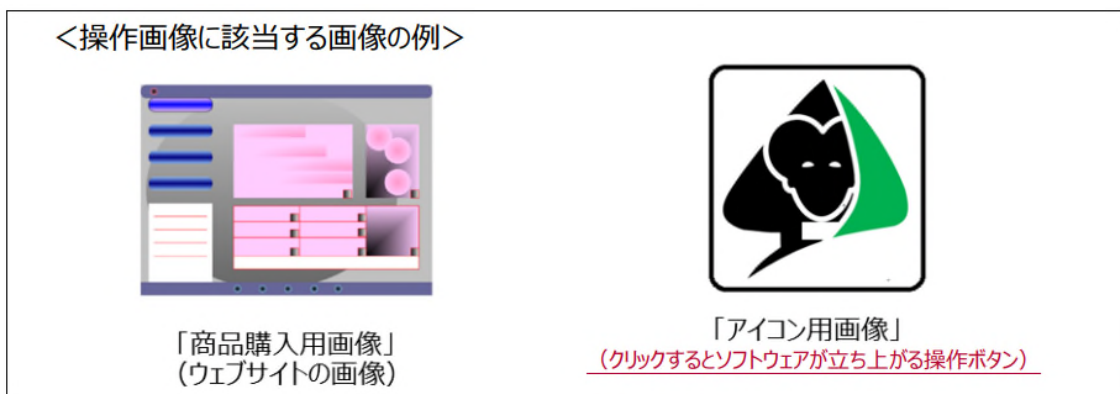 ＜操作画像に該当する画像の例＞
「商品購入用画像」
（ウェブサイトの画像）
「アイコン用画像」
（クリックするとソフトウェアが立ち上がる操作ボタン）